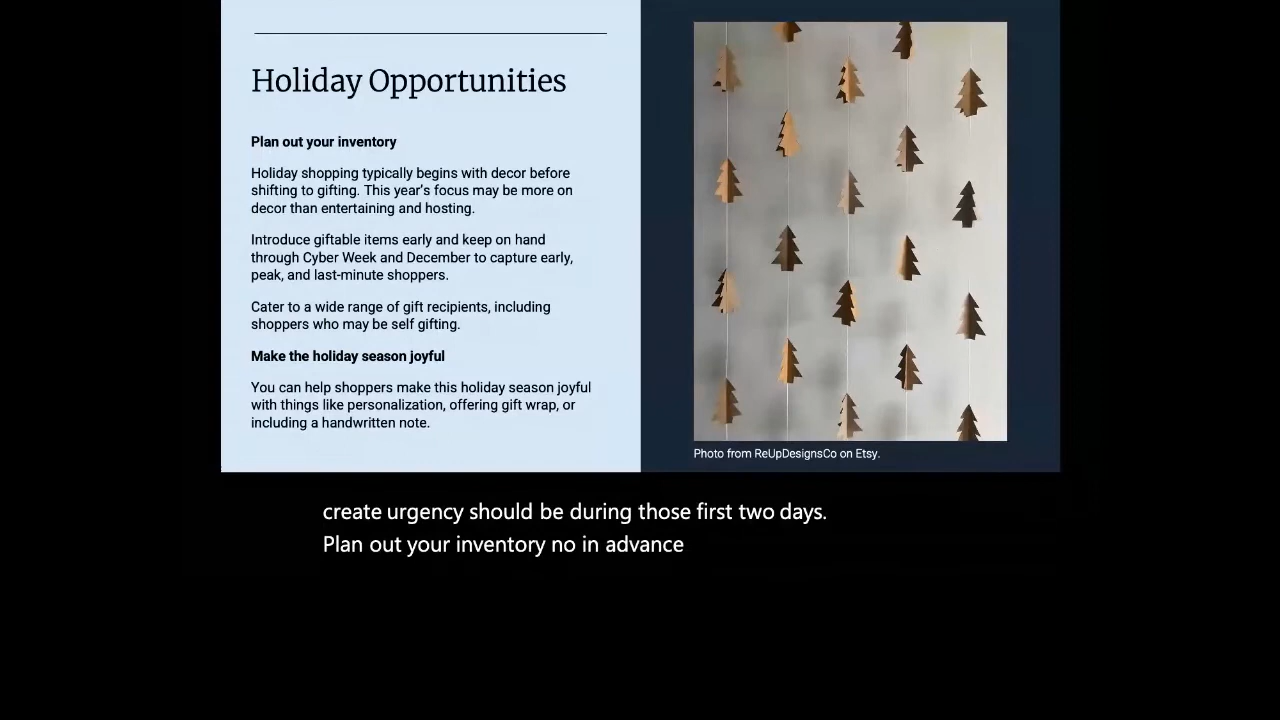 Holiday Opportunities
Plan out your inventory
Holiday shopping typically begins with decor before
shifting to gifting. This year's focus may be more on
decor than entertaining and hosting.
Introduce giftable items early and keep on hand
through Cyber Week and December to capture early,
peak, and last-minute shoppers.
Cater to a wide range of gift recipients, including
shoppers who may be self gifting.
Make the holiday season joyful
You can help shoppers make this holiday season joyful
with things like personalization, offering gift wrap, or
including a handwritten note.
Photo from ReUpDesignsCo on Etsy.
create urgency should be during those first two days.
Plan out your inventory no in advance